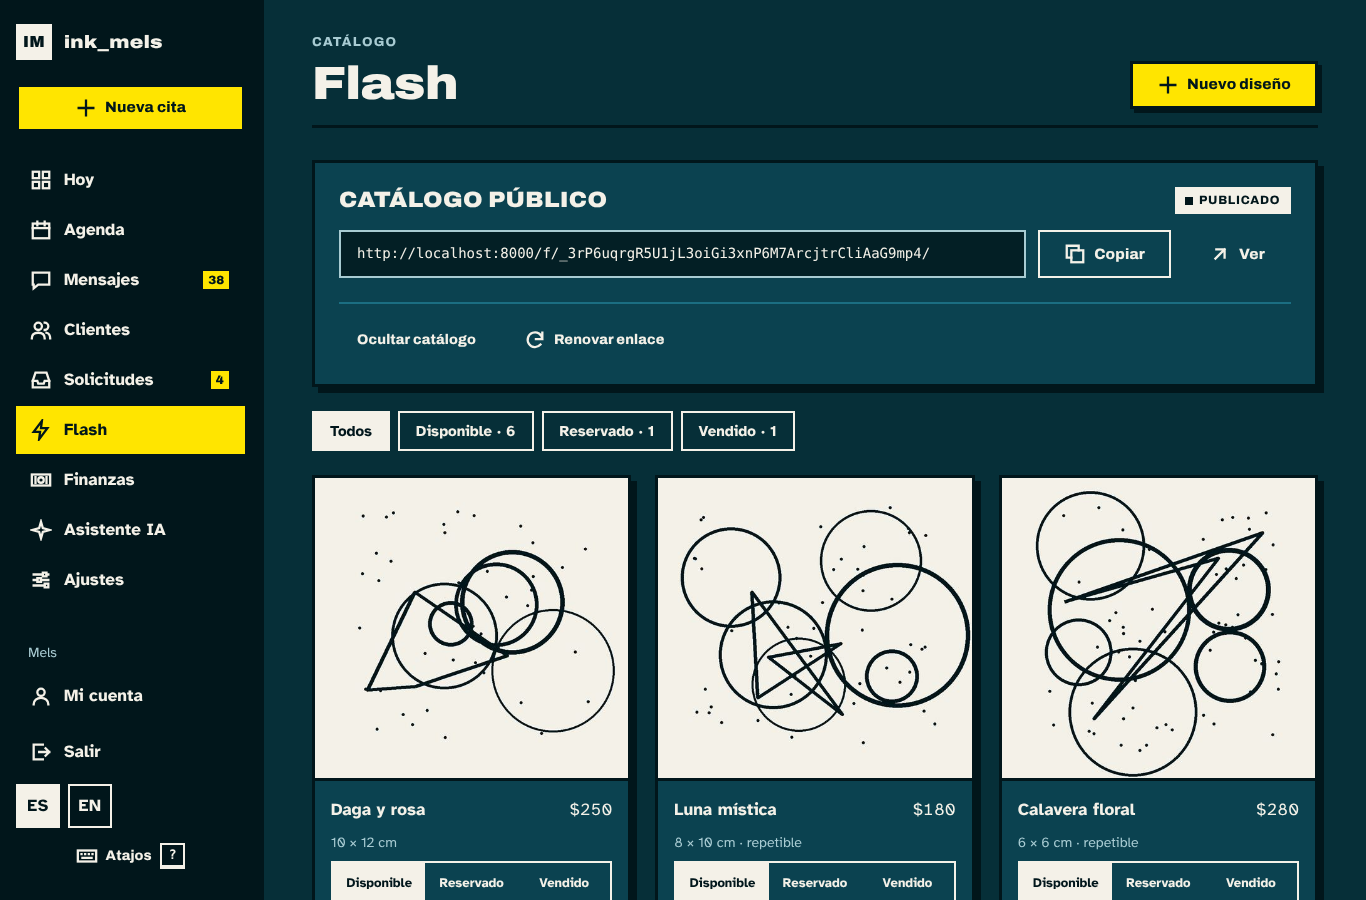 IM ink_mels
Nueva cita
Hoy
Agenda
Mensajes 38
Clientes
Solicitudes 4
Flash
Finanzas
Asistente IA
Ajustes
Mels
Mi cuenta
Salir
ES EN
Atajos ?
CATÁLOGO
Flash
Nuevo diseño
CATÁLOGO PÚBLICO
PUBLICADO
http://localhost:8000/f/_3rP6uqrgR5U1jL3oiGi3xnP6M7ArcjtrCliAaG9mp4/
Copiar
Ver
Ocultar catálogo
Renovar enlace
Todos
Disponible · 6
Reservado · 1
Vendido · 1
Daga y rosa $250
10 × 12 cm
Disponible Reservado Vendido
Luna mística $180
8 × 10 cm · repetible
Disponible Reservado Vendido
Calavera floral $280
6 × 6 cm · repetible
Disponible Reservado Vendido